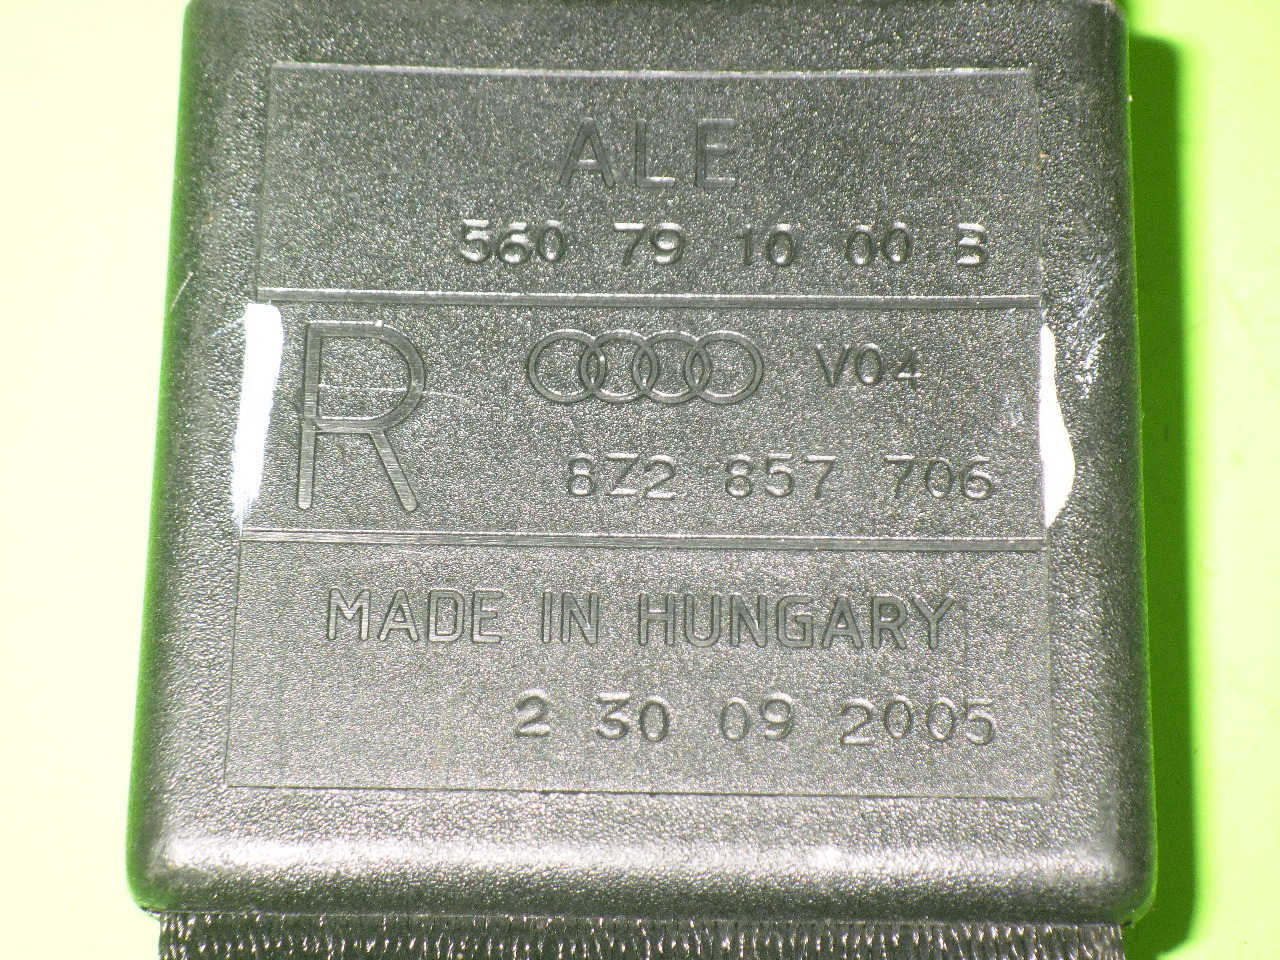 ALE
560 79 10 00 B
R V04
8Z2 857 706
MADE IN HUNGARY
2 30 09 2005